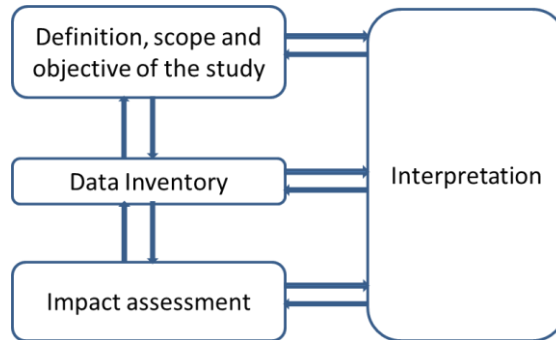 Definition, scope and
objective of the study
Data Inventory
Interpretation
Impact assessment